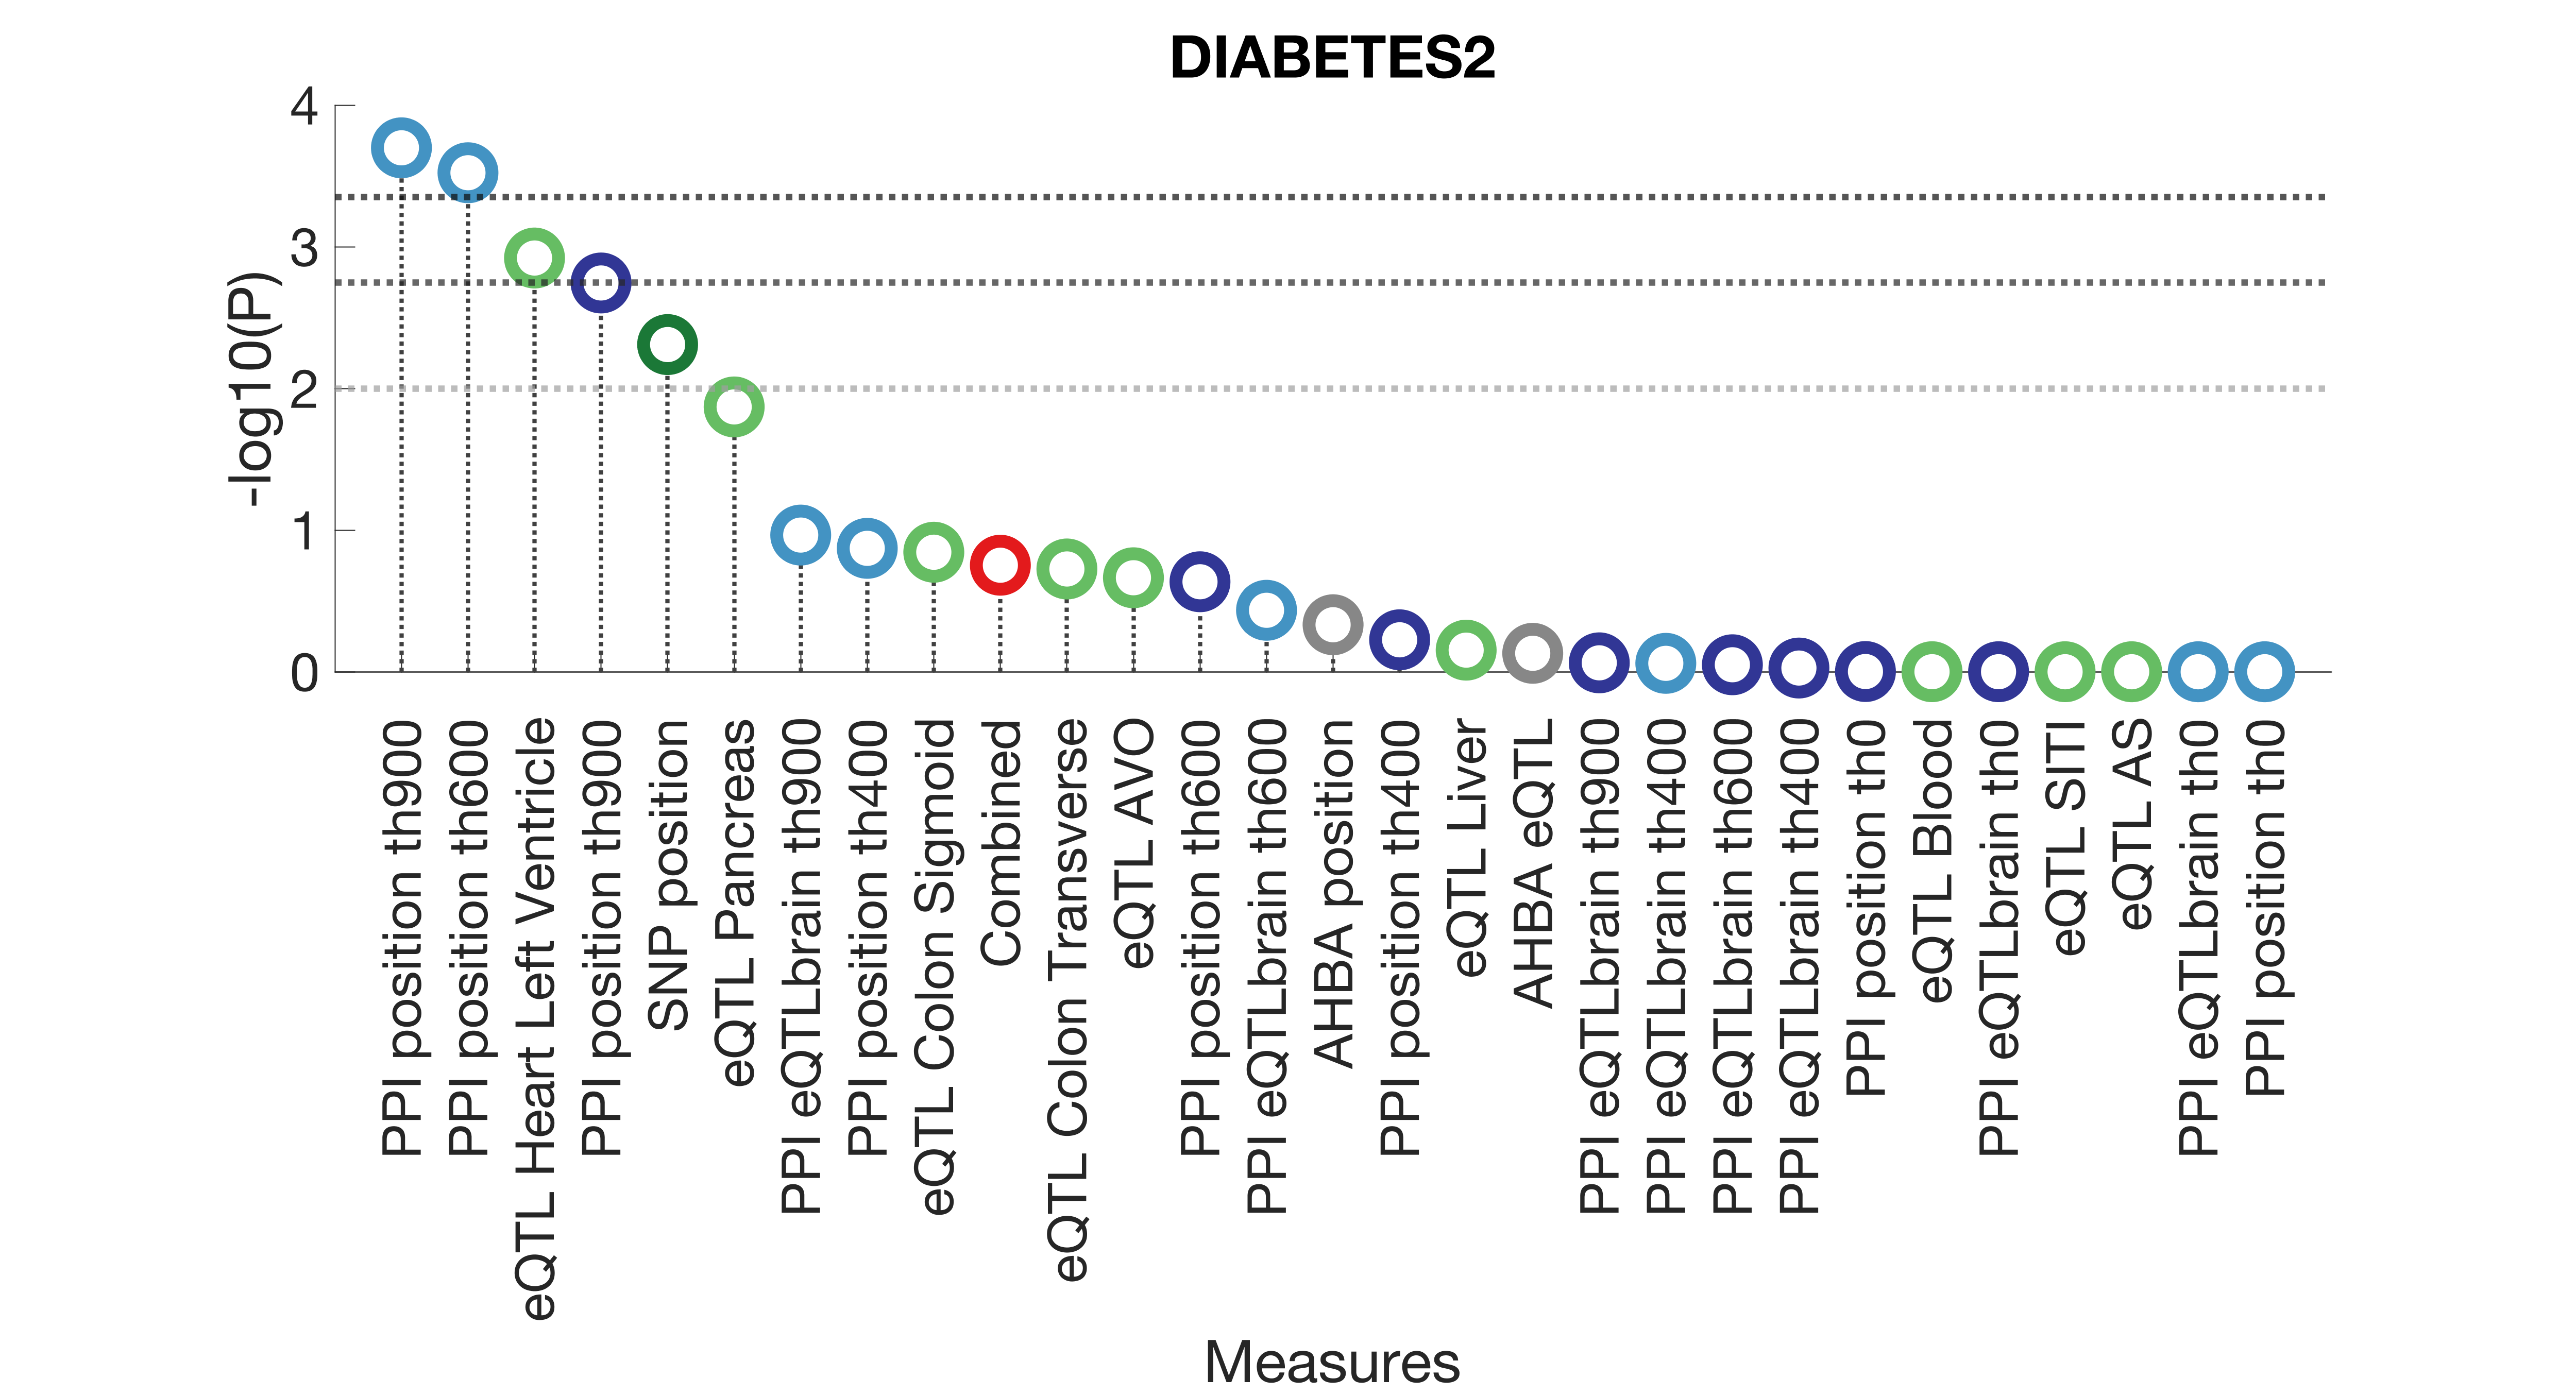 DIABETES2
4
3
2
1
0
-log10(P)
PPI position th900
PPI position th600
eQTL Heart Left Ventricle
PPI position th900
SNP position
eQTL Pancreas
PPI eQTLbrain th900
PPI position th400
eQTL Colon Sigmoid
Combined
eQTL Colon Transverse
eQTL AVO
PPI position th600
PPI eQTLbrain th600
AHBA position
PPI position th400
eQTL Liver
AHBA eQTL
PPI eQTLbrain th900
PPI eQTLbrain th400
PPI eQTLbrain th600
PPI eQTLbrain th400
PPI position th0
eQTL Blood
PPI eQTLbrain th0
eQTL SITI
eQTL AS
PPI eQTLbrain th0
PPI position th0
Measures